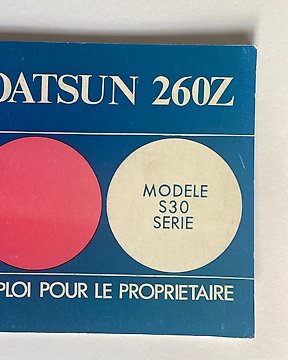 DATSUN 260Z
MODELE
S30
SERIE
PLOI POUR LE PROPRIETAIRE